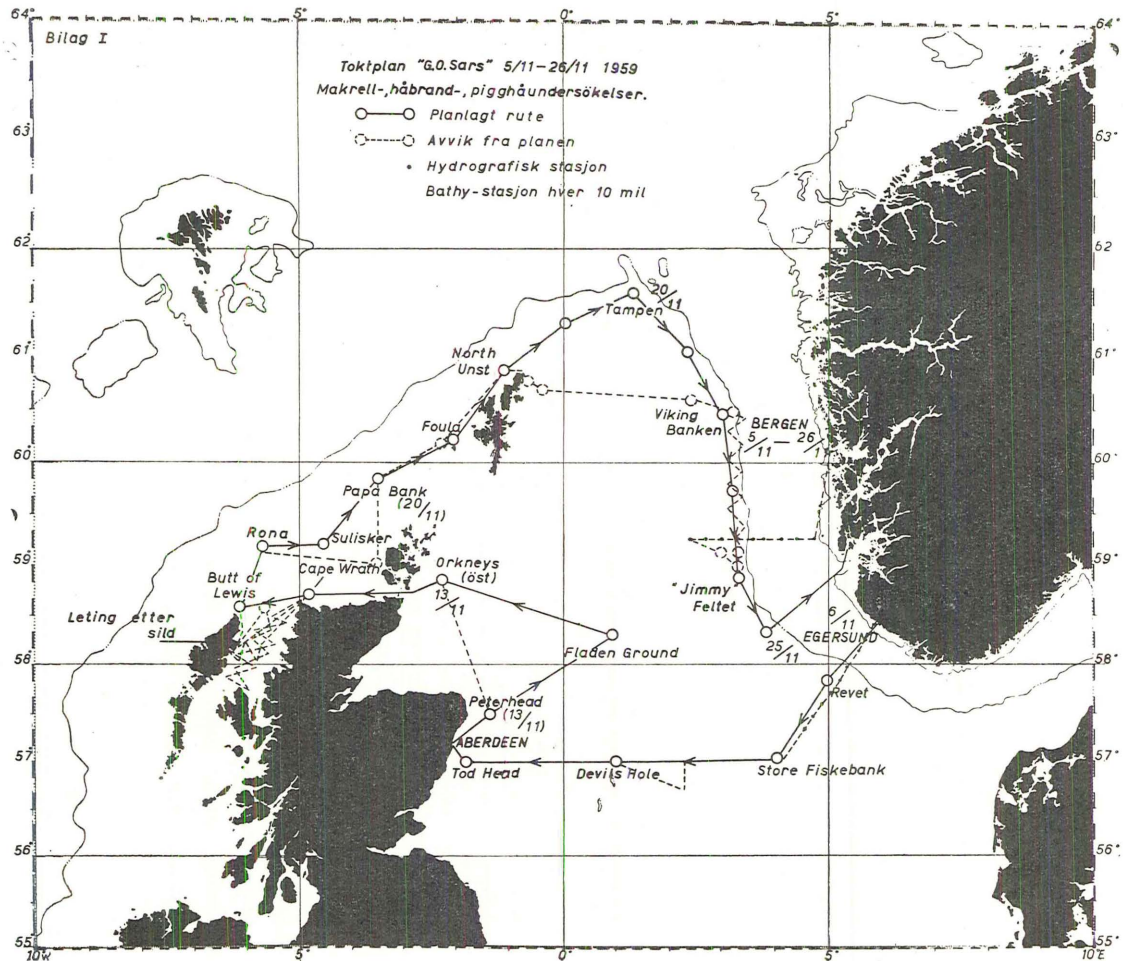 Bilag I
Toktplan "G.O.Sars" 5/11-26/11 1959
Makrell-, håbrand-, pigghåundersökelser.
Planlagt rute
Avvik fra planen
Hydrografisk stasjon
Bathy-stasjon hver 10 mil
5°
0°
5°
64°
64°
63
63°
62°
62
61°
61°
60
60°
59
59°
58°
58°
57°
57°
56°
56°
55°
55°
10°W
5°
0°
5°
10°E
20/11
Tampen
North
Unst
Viking
Banken
BERGEN
5/11 — 26/11
Foula
Papa Bank
(20/11)
Rona
Sulisker
Cape Wrath
Orkneys
(öst)
13/11
Butt of
Lewis
Leting etter
sild
"Jimmy
Feltet
6/11
EGERSUND
25/11
Fladen Ground
Revet
Peterhead
(13/11)
ABERDEEN
Tod Head
Devils Hole
Store Fiskebank